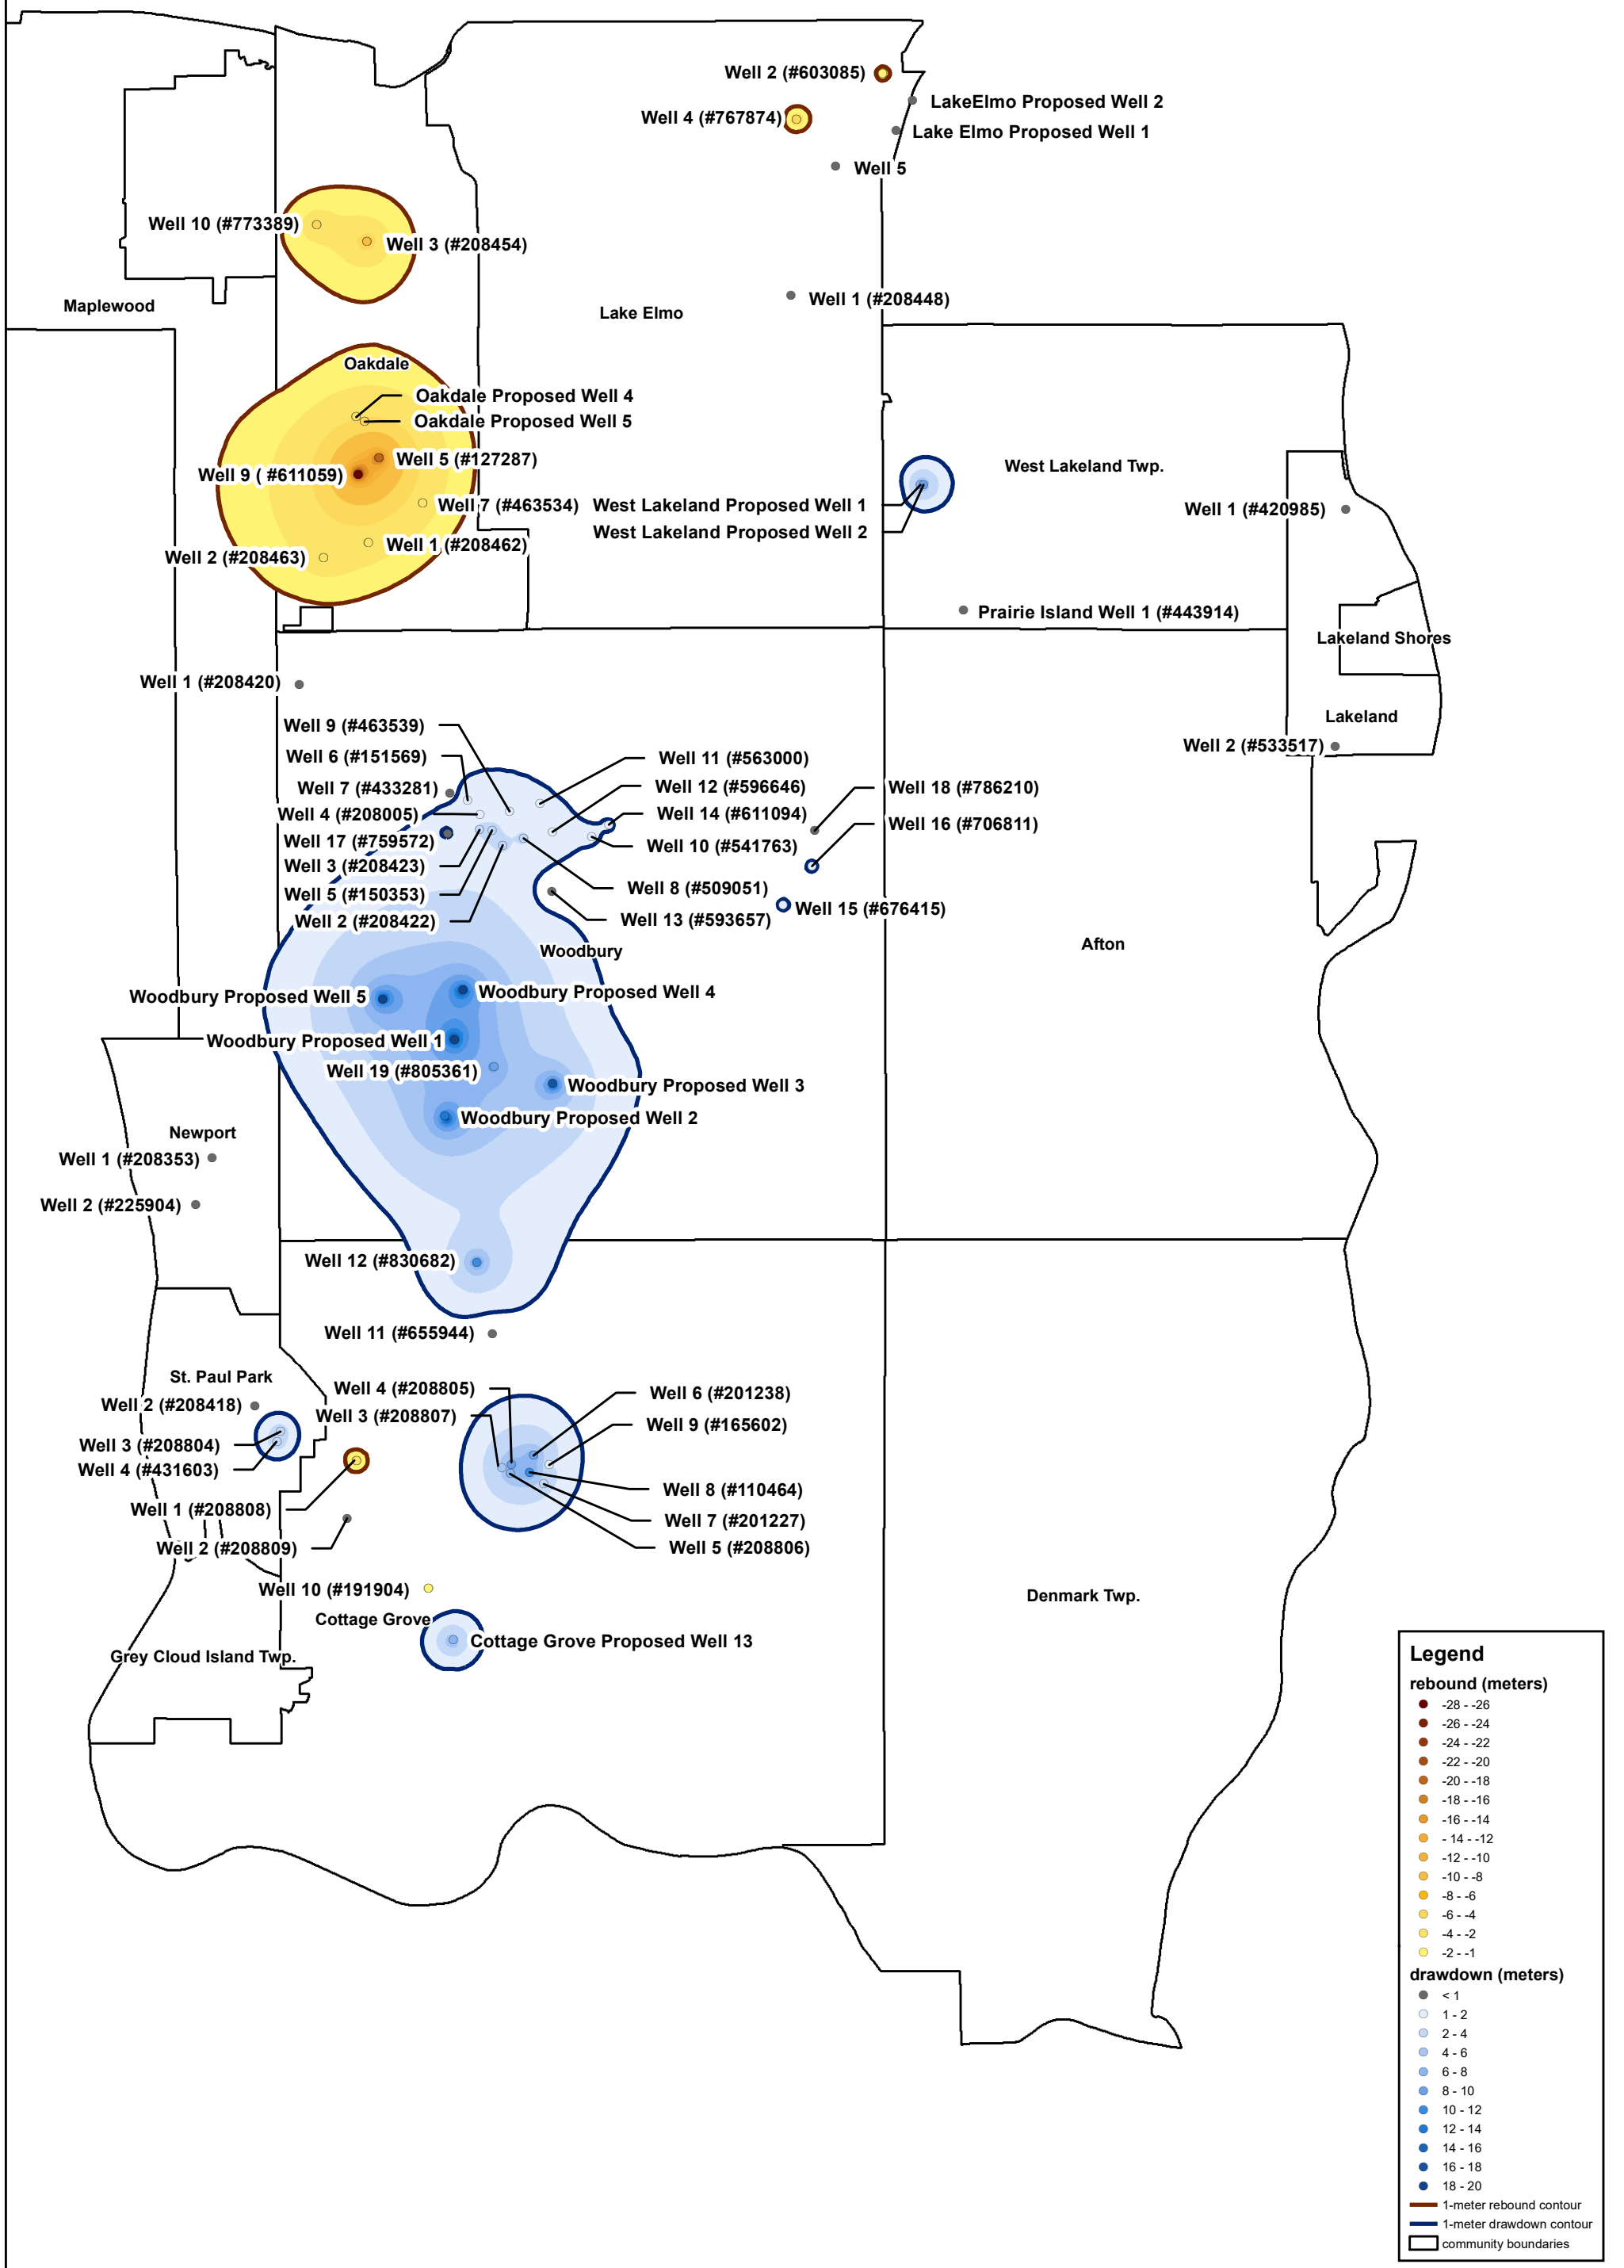 Well 2 (#603085)
LakeElmo Proposed Well 2
Well 4 (#767874)
Lake Elmo Proposed Well 1
Well 5
Well 10 (#773389)
Well 3 (#208454)
Well 1 (#208448)
Maplewood
Lake Elmo
Oakdale
Oakdale Proposed Well 4
Oakdale Proposed Well 5
Well 5 (#127287)
West Lakeland Twp.
Well 9 ( #611059)
Well 7 (#463534)
West Lakeland Proposed Well 1
Well 1 (#420985)
West Lakeland Proposed Well 2
Well 1 (#208462)
Well 2 (#208463)
Prairie Island Well 1 (#443914)
Lakeland Shores
Well 1 (#208420)
Lakeland
Well 9 (#463539)
Well 2 (#533517)
Well 6 (#151569)
Well 11 (#563000)
Well 7 (#433281)
Well 12 (#596646)
Well 18 (#786210)
Well 4 (#208005)
Well 14 (#611094)
Well 16 (#706811)
Well 17 (#759572)
Well 10 (#541763)
Well 3 (#208423)
Well 8 (#509051)
Well 5 (#150353)
Well 15 (#676415)
Well 2 (#208422)
Well 13 (#593657)
Afton
Woodbury
Woodbury Proposed Well 4
Woodbury Proposed Well 5
Woodbury Proposed Well 1
Well 19 (#805361)
Woodbury Proposed Well 3
Woodbury Proposed Well 2
Newport
Well 1 (#208353)
Well 2 (#225904)
Well 12 (#830682)
Well 11 (#655944)
St. Paul Park
Well 4 (#208805)
Well 6 (#201238)
Well 2 (#208418)
Well 3 (#208807)
Well 9 (#165602)
Well 3 (#208804)
Well 4 (#431603)
Well 8 (#110464)
Well 1 (#208808)
Well 7 (#201227)
Well 2 (#208809)
Well 5 (#208806)
Well 10 (#191904)
Denmark Twp.
Cottage Grove
Cottage Grove Proposed Well 13
Grey Cloud Island Twp.
Legend
rebound (meters)
-28 - -26
-26 - -24
-24 - -22
-22 - -20
-20 - -18
-18 - -16
-16 - -14
- 14 - -12
-12 - -10
-10 - -8
-8 - -6
-6 - -4
-4 - -2
-2 - -1
drawdown (meters)
< 1
1 - 2
2 - 4
4 - 6
6 - 8
8 - 10
10 - 12
12 - 14
14 - 16
16 - 18
18 - 20
1-meter rebound contour
1-meter drawdown contour
community boundaries